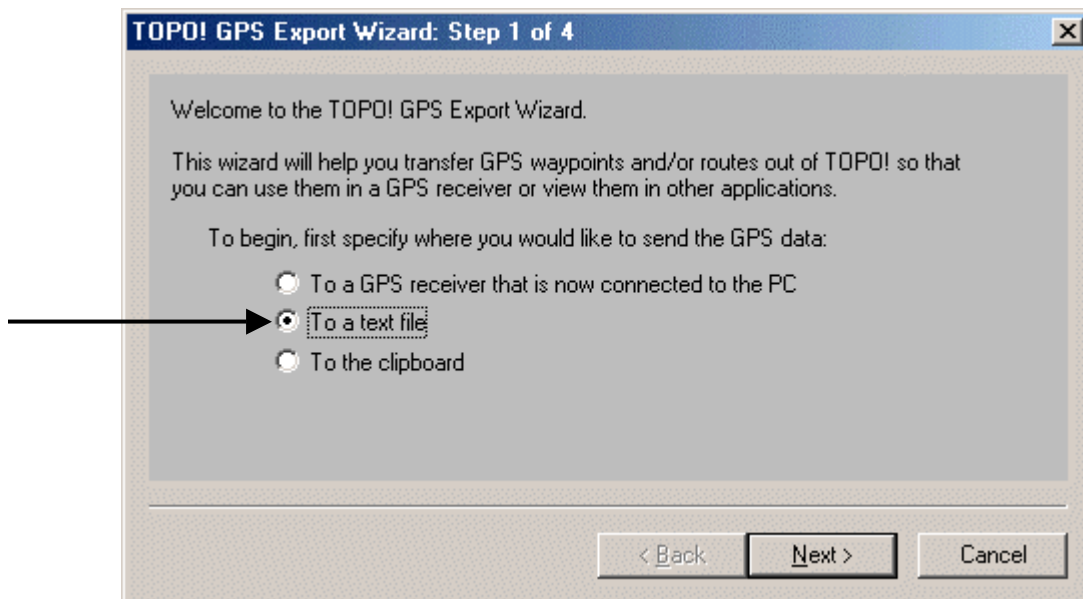 TOPO! GPS Export Wizard: Step 1 of 4
Welcome to the TOPO! GPS Export Wizard.
This wizard will help you transfer GPS waypoints and/or routes out of TOPO! so that
you can use them in a GPS receiver or view them in other applications.
To begin, first specify where you would like to send the GPS data:
To a GPS receiver that is now connected to the PC
To a text file
To the clipboard
< Back
Next >
Cancel